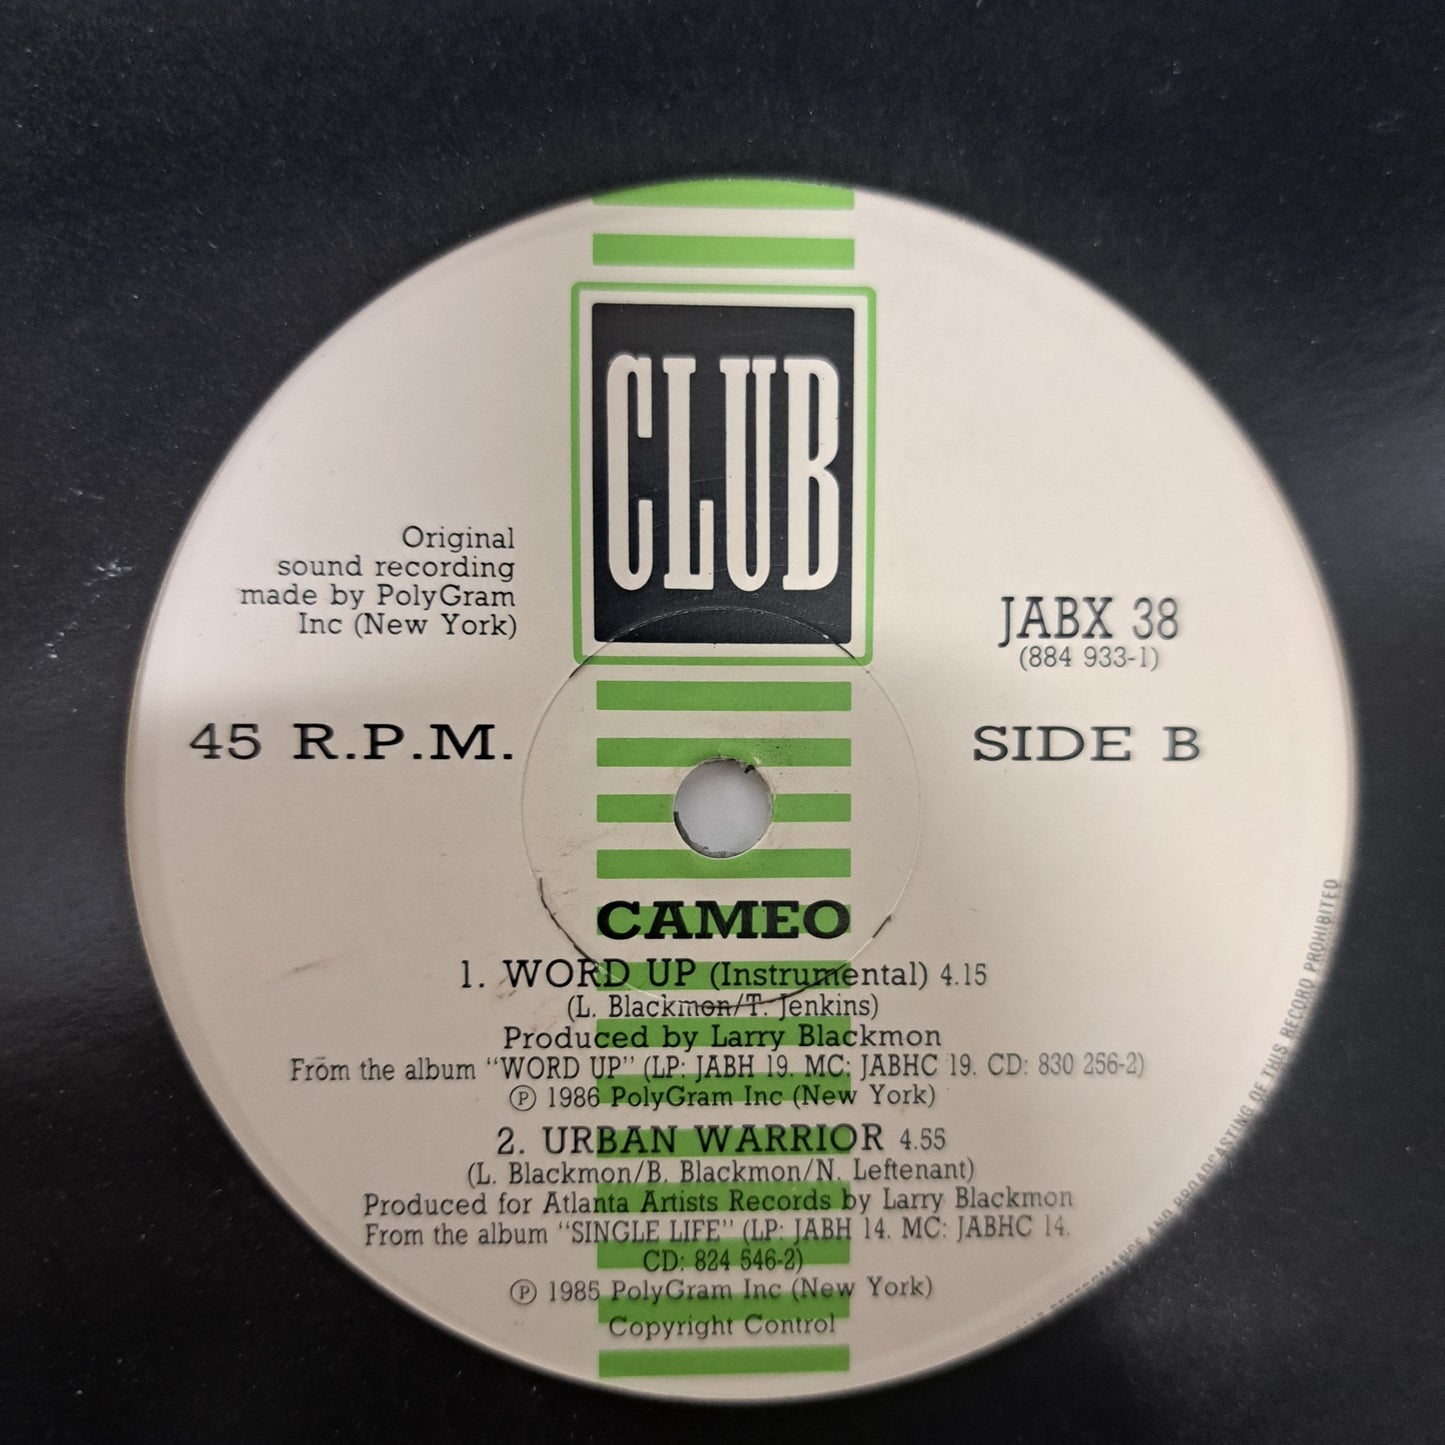 CLUB
Original
sound recording
made by PolyGram
Inc (New York)
JABX 38
(884 933-1)
45 R.P.M.
SIDE B
CAMEO
1. WORD UP (Instrumental) 4.15
(L. Blackmon/T. Jenkins)
Produced by Larry Blackmon
From the album "WORD UP" (LP: JABH 19. MC: JABHC 19. CD: 830 256-2)
Ⓟ 1986 PolyGram Inc (New York)
2. URBAN WARRIOR 4.55
(L. Blackmon/B. Blackmon/N. Leftenant)
Produced for Atlanta Artists Records by Larry Blackmon
From the album "SINGLE LIFE" (LP: JABH 14. MC: JABHC 14.
CD: 824 546-2)
Ⓟ 1985 PolyGram Inc (New York)
Copyright Control
PERFORMANCE AND BROADCASTING OF THIS RECORD PROHIBITED